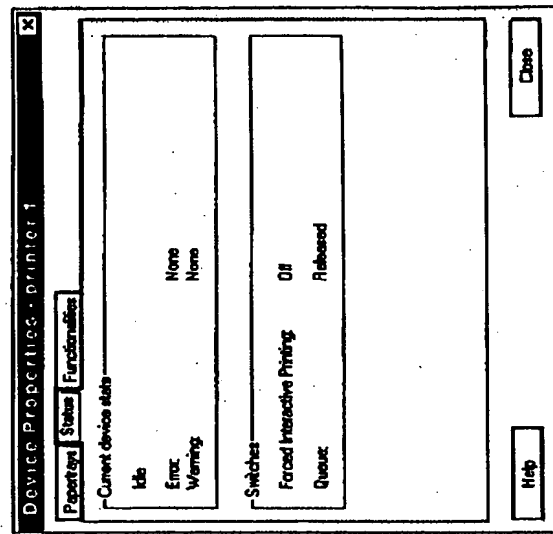 Device Properties - printer 1
Papertrays Status Functionalities
Current device state
Idle
Error: None
Warning: None
Switches
Forced Interactive Printing: Off
Queue: Released
Help Close